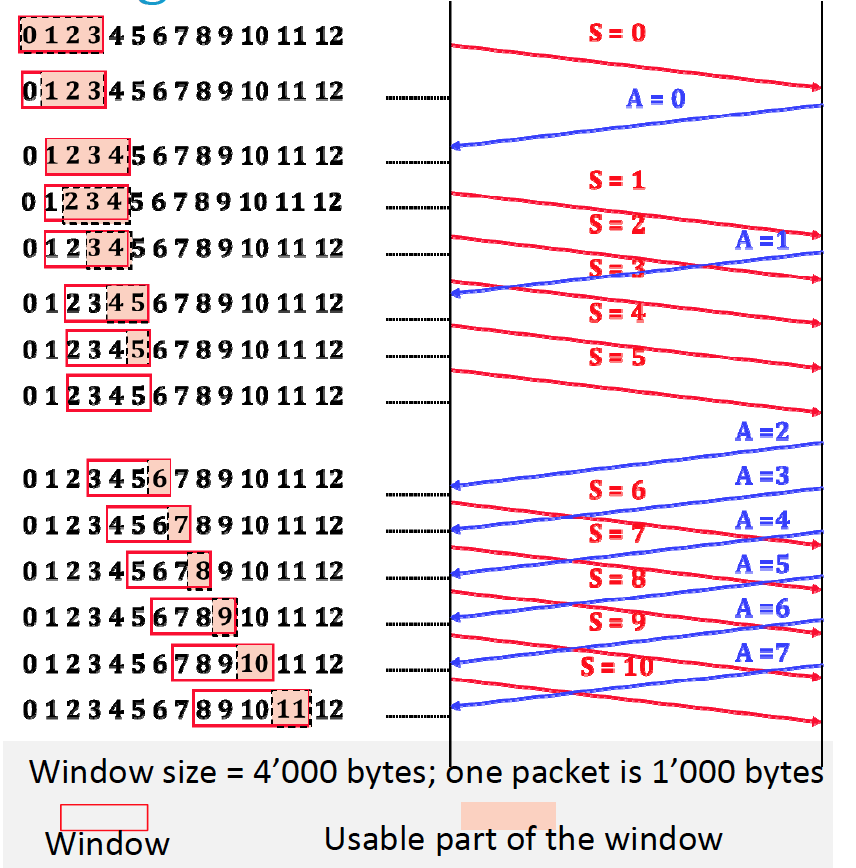 0 1 2 3 4 5 6 7 8 9 10 11 12
S = 0
0 1 2 3 4 5 6 7 8 9 10 11 12
A = 0
0 1 2 3 4 5 6 7 8 9 10 11 12
S = 1
0 1 2 3 4 5 6 7 8 9 10 11 12
S = 2
A =1
0 1 2 3 4 5 6 7 8 9 10 11 12
S = 3
0 1 2 3 4 5 6 7 8 9 10 11 12
S = 4
0 1 2 3 4 5 6 7 8 9 10 11 12
S = 5
0 1 2 3 4 5 6 7 8 9 10 11 12
A =2
0 1 2 3 4 5 6 7 8 9 10 11 12
A =3
S = 6
0 1 2 3 4 5 6 7 8 9 10 11 12
A =4
S = 7
0 1 2 3 4 5 6 7 8 9 10 11 12
A =5
S = 8
0 1 2 3 4 5 6 7 8 9 10 11 12
A =6
S = 9
0 1 2 3 4 5 6 7 8 9 10 11 12
A =7
S = 10
0 1 2 3 4 5 6 7 8 9 10 11 12
Window size = 4’000 bytes; one packet is 1’000 bytes
Window
Usable part of the window